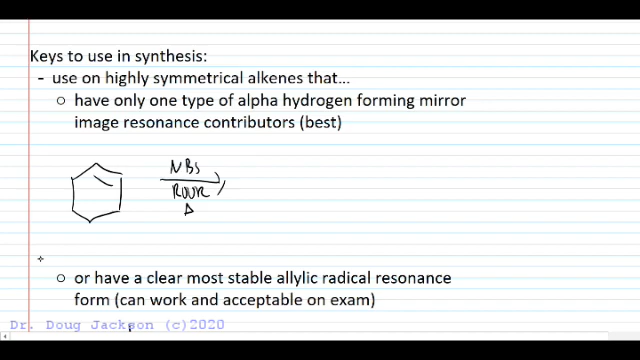 Keys to use in synthesis:
- use on highly symmetrical alkenes that...
o have only one type of alpha hydrogen forming mirror
image resonance contributors (best)
NBS
ROOR
Δ
o or have a clear most stable allylic radical resonance
form (can work and acceptable on exam)
Dr. Doug Jackson (c)2020